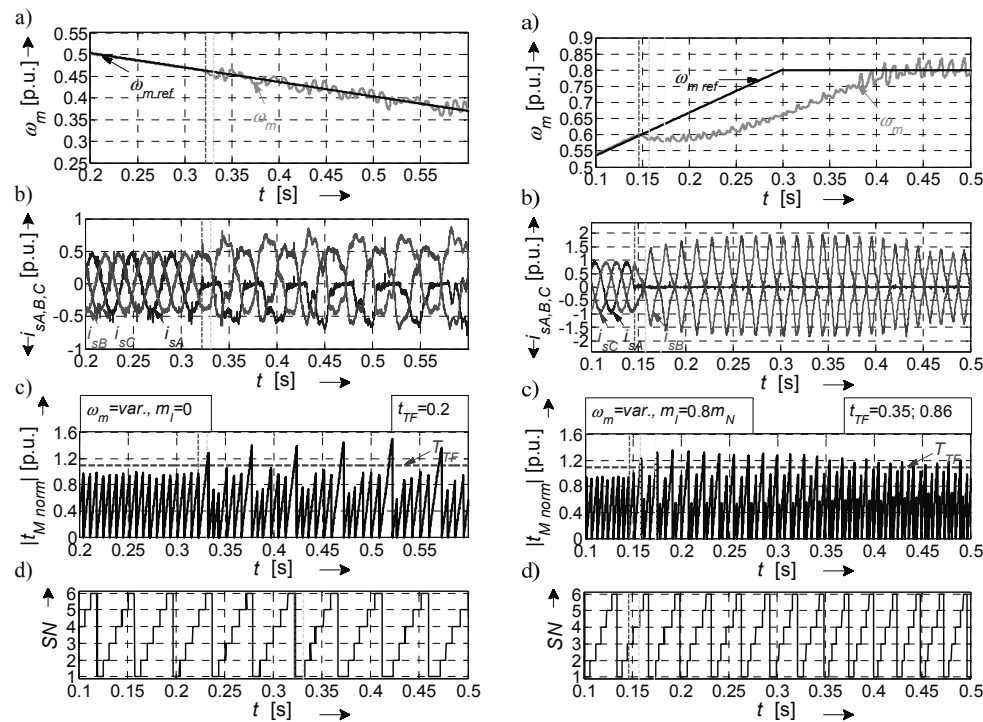 a)
ω_m [p.u.]
0.55
0.5
0.45
0.4
0.35
0.3
0.25
ω_m ref
ω_m
0.2 0.25 0.3 0.35 0.4 0.45 0.5 0.55
t [s]
b)
i_sA,B,C [p.u.]
1
0.5
0
-0.5
-1
i_sB i_sC i_sA
0.2 0.25 0.3 0.35 0.4 0.45 0.5 0.55
t [s]
c)
ω_m=var., m_l=0
t_TF=0.2
|t_M norm| [p.u.]
1.6
1.2
0.8
0.4
0
T_TF
0.2 0.25 0.3 0.35 0.4 0.45 0.5 0.55
t [s]
d)
SN
6
5
4
3
2
1
0.1 0.15 0.2 0.25 0.3 0.35 0.4 0.45 0.5
t [s]
a)
ω_m [p.u.]
0.9
0.8
0.7
0.6
0.55
0.5
ω_m ref
ω_m
0.1 0.15 0.2 0.25 0.3 0.35 0.4 0.45 0.5
t [s]
b)
i_sA,B,C [p.u.]
2
1.5
1
0.5
0
-0.5
-1
-1.5
-2
i_sC i_sA i_sB
0.1 0.15 0.2 0.25 0.3 0.35 0.4 0.45 0.5
t [s]
c)
ω_m=var., m_l=0.8m_N
t_TF=0.35; 0.86
|t_M norm| [p.u.]
1.6
1.2
0.8
0.4
0
T_TF
0.1 0.15 0.2 0.25 0.3 0.35 0.4 0.45 0.5
t [s]
d)
SN
6
5
4
3
2
1
0.1 0.15 0.2 0.25 0.3 0.35 0.4 0.45 0.5
t [s]